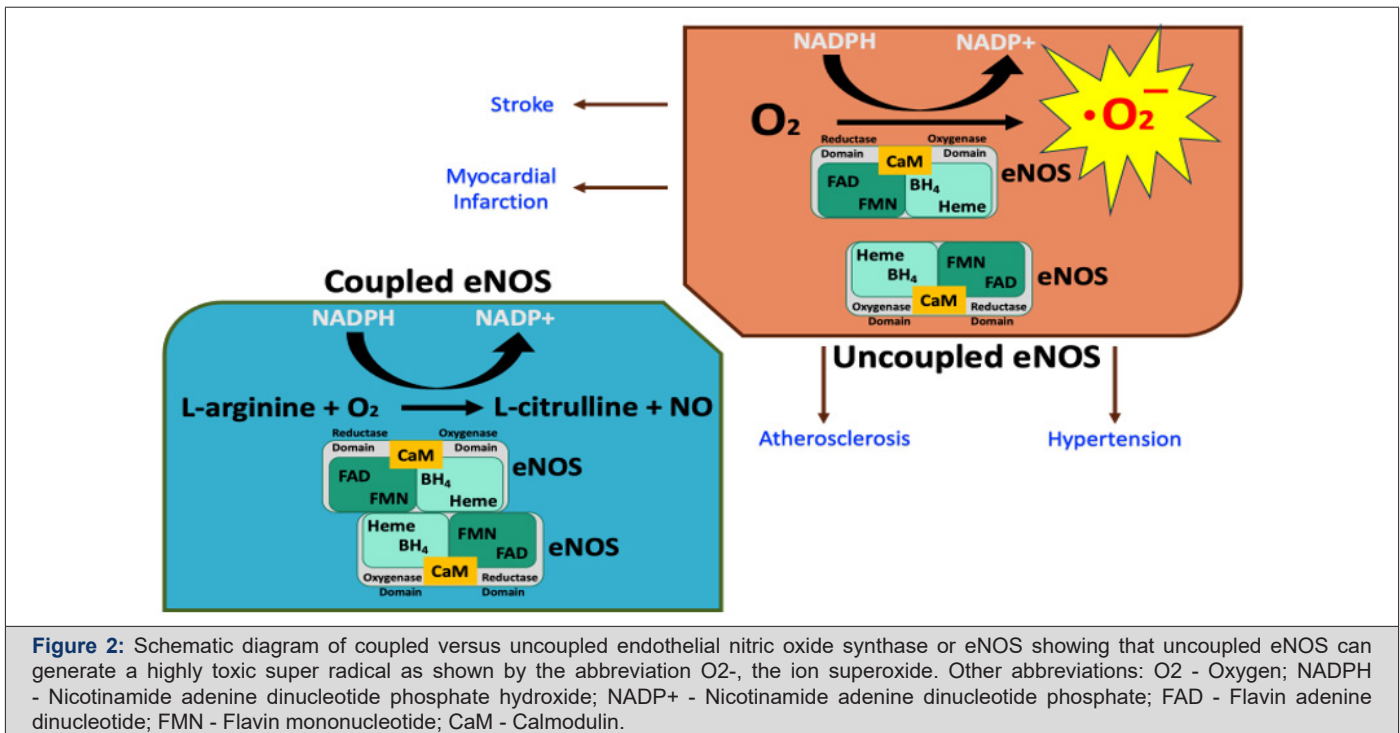 NADPH NADP+
Stroke
O₂ •O₂⁻
Reductase Oxygenase
Domain CaM Domain
eNOS
FAD BH₄
FMN Heme
Myocardial
Infarction
Heme FMN
BH₄ FAD
eNOS
Oxygenase CaM Reductase
Domain Domain
Uncoupled eNOS
Atherosclerosis Hypertension
Coupled eNOS
NADPH NADP+
L-arginine + O₂ L-citrulline + NO
Reductase Oxygenase
Domain CaM Domain
eNOS
FAD BH₄
FMN Heme
Heme FMN
BH₄ FAD
eNOS
Oxygenase CaM Reductase
Domain Domain
Figure 2: Schematic diagram of coupled versus uncoupled endothelial nitric oxide synthase or eNOS showing that uncoupled eNOS can
generate a highly toxic super radical as shown by the abbreviation O2-, the ion superoxide. Other abbreviations: O2 - Oxygen; NADPH
- Nicotinamide adenine dinucleotide phosphate hydroxide; NADP+ - Nicotinamide adenine dinucleotide phosphate; FAD - Flavin adenine
dinucleotide; FMN - Flavin mononucleotide; CaM - Calmodulin.